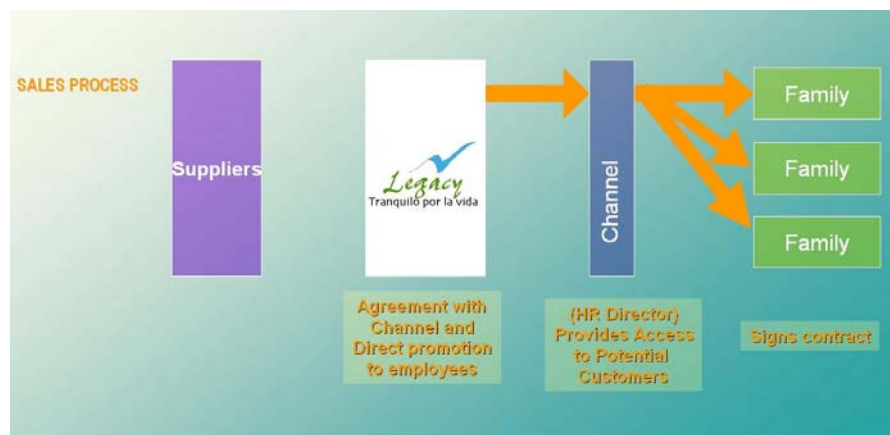 SALES PROCESS
Suppliers
Legacy
Tranquilo por la vida
Channel
Family
Family
Family
Agreement with
Channel and
Direct promotion
to employees
(HR Director)
Provides Access
to Potential
Customers
Signs contract